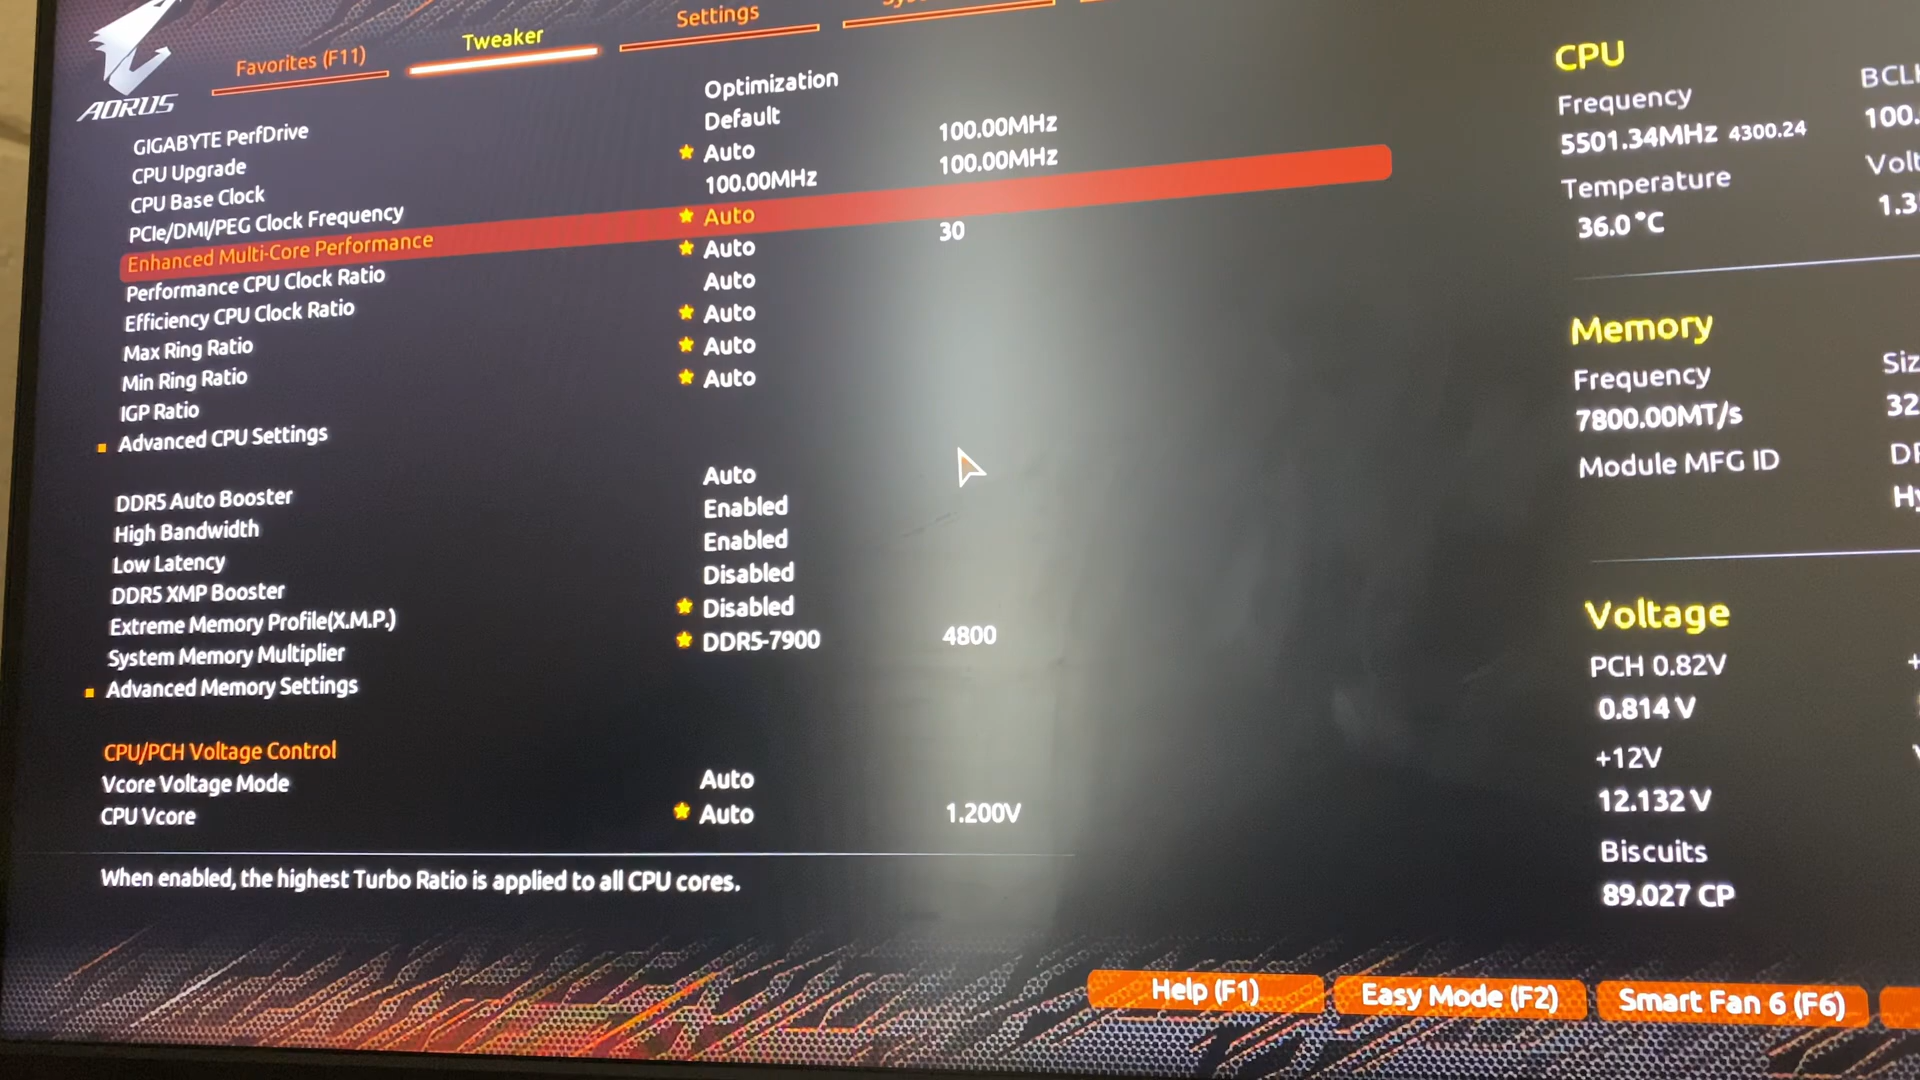 AORUS
Favorites (F11)
Tweaker
Settings
GIGABYTE PerfDrive Optimization
CPU Upgrade Default
CPU Base Clock Auto 100.00MHz
PCIe/DMI/PEG Clock Frequency 100.00MHz 100.00MHz
Enhanced Multi-Core Performance Auto
Performance CPU Clock Ratio Auto 30
Efficiency CPU Clock Ratio Auto
Max Ring Ratio Auto
Min Ring Ratio Auto
IGP Ratio Auto
Advanced CPU Settings
DDR5 Auto Booster Auto
High Bandwidth Enabled
Low Latency Enabled
DDR5 XMP Booster Disabled
Extreme Memory Profile(X.M.P.) Disabled
System Memory Multiplier DDR5-7900 4800
Advanced Memory Settings
CPU/PCH Voltage Control
Vcore Voltage Mode Auto
CPU Vcore Auto 1.200V
When enabled, the highest Turbo Ratio is applied to all CPU cores.
CPU
Frequency
5501.34MHz 4300.24 100.
Temperature
36.0 °C 1.3
Memory
Frequency
7800.00MT/s 32
Module MFG ID
Voltage
PCH 0.82V
0.814 V
+12V
12.132 V
Biscuits
89.027 CP
Help (F1)
Easy Mode (F2)
Smart Fan 6 (F6)